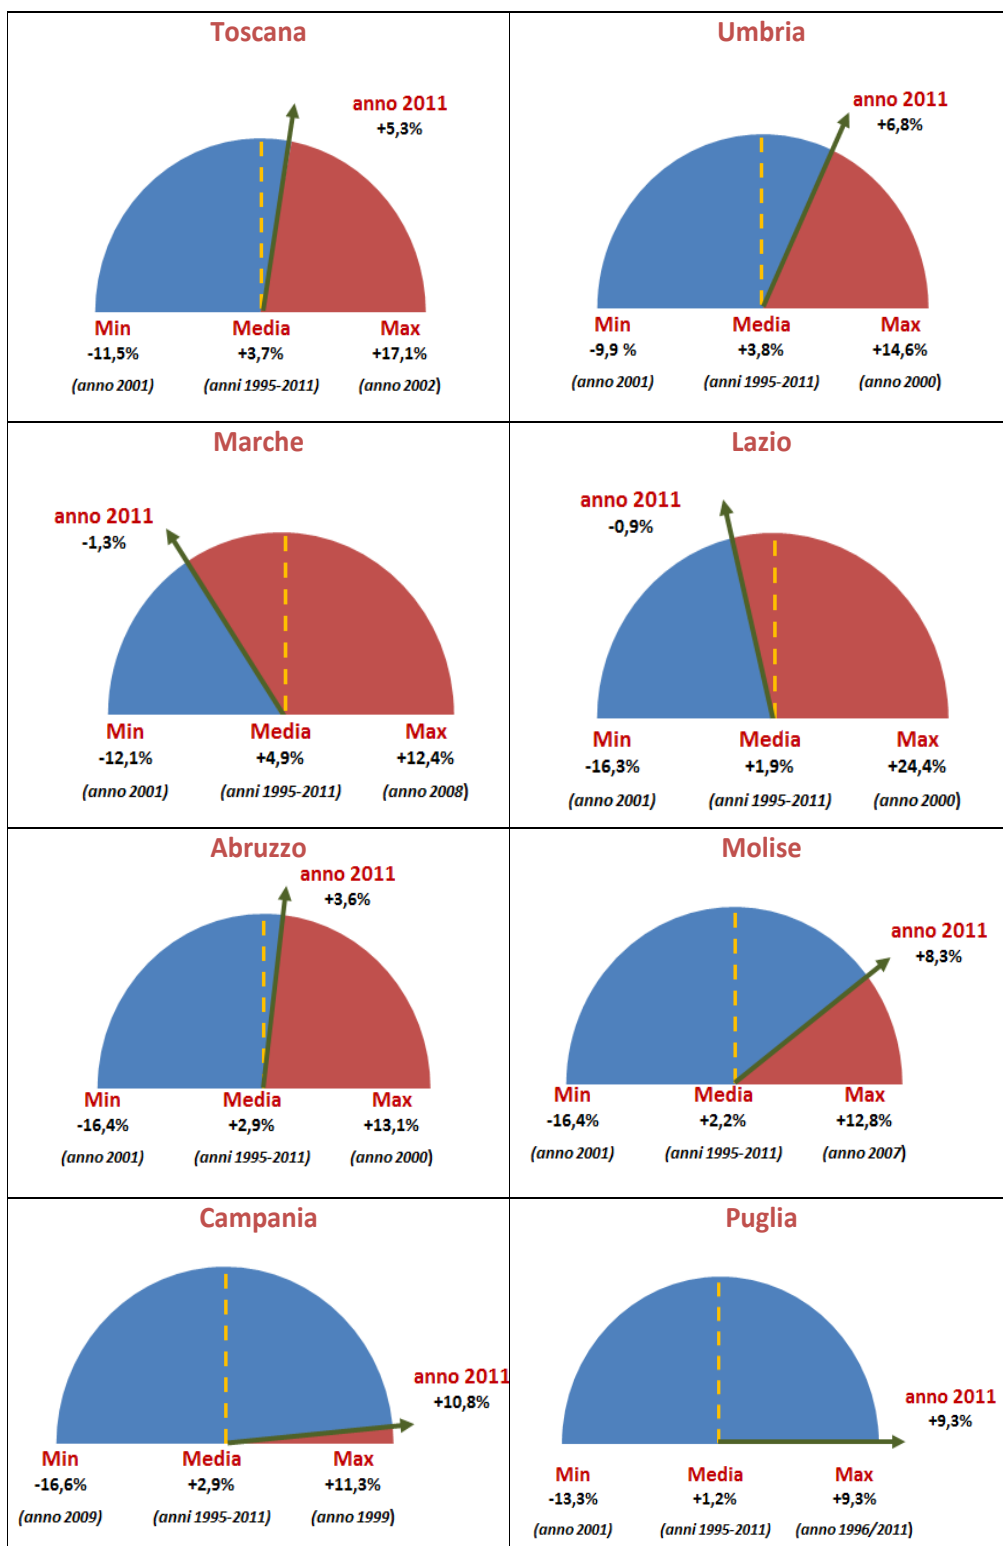 Toscana
anno 2011
+5,3%
Min Media Max
-11,5% +3,7% +17,1%
(anno 2001) (anni 1995-2011) (anno 2002)
Umbria
anno 2011
+6,8%
Min Media Max
-9,9 % +3,8% +14,6%
(anno 2001) (anni 1995-2011) (anno 2000)
Marche
anno 2011
-1,3%
Min Media Max
-12,1% +4,9% +12,4%
(anno 2001) (anni 1995-2011) (anno 2008)
Lazio
anno 2011
-0,9%
Min Media Max
-16,3% +1,9% +24,4%
(anno 2001) (anni 1995-2011) (anno 2000)
Abruzzo
anno 2011
+3,6%
Min Media Max
-16,4% +2,9% +13,1%
(anno 2001) (anni 1995-2011) (anno 2000)
Molise
anno 2011
+8,3%
Min Media Max
-16,4% +2,2% +12,8%
(anno 2001) (anni 1995-2011) (anno 2007)
Campania
anno 2011
+10,8%
Min Media Max
-16,6% +2,9% +11,3%
(anno 2009) (anni 1995-2011) (anno 1999)
Puglia
anno 2011
+9,3%
Min Media Max
-13,3% +1,2% +9,3%
(anno 2001) (anni 1995-2011) (anno 1996/2011)